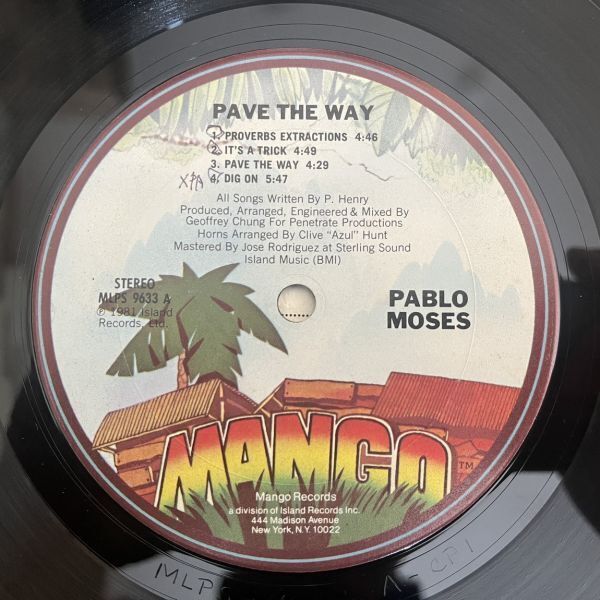 PAVE THE WAY
1. PROVERBS EXTRACTIONS 4:46
2. IT'S A TRICK 4:49
3. PAVE THE WAY 4:29
XPA 4. DIG ON 5:47
All Songs Written By P. Henry
Produced, Arranged, Engineered & Mixed By
Geoffrey Chung For Penetrate Productions
Horns Arranged By Clive "Azul" Hunt
Mastered By Jose Rodriguez at Sterling Sound
Island Music (BMI)
STEREO
MLPS 9633 A
℗ 1981 Island
Records, Ltd.
PABLO
MOSES
MANGO™
Mango Records
a division of Island Records Inc.
444 Madison Avenue
New York, N.Y. 10022
MLP A-CP1